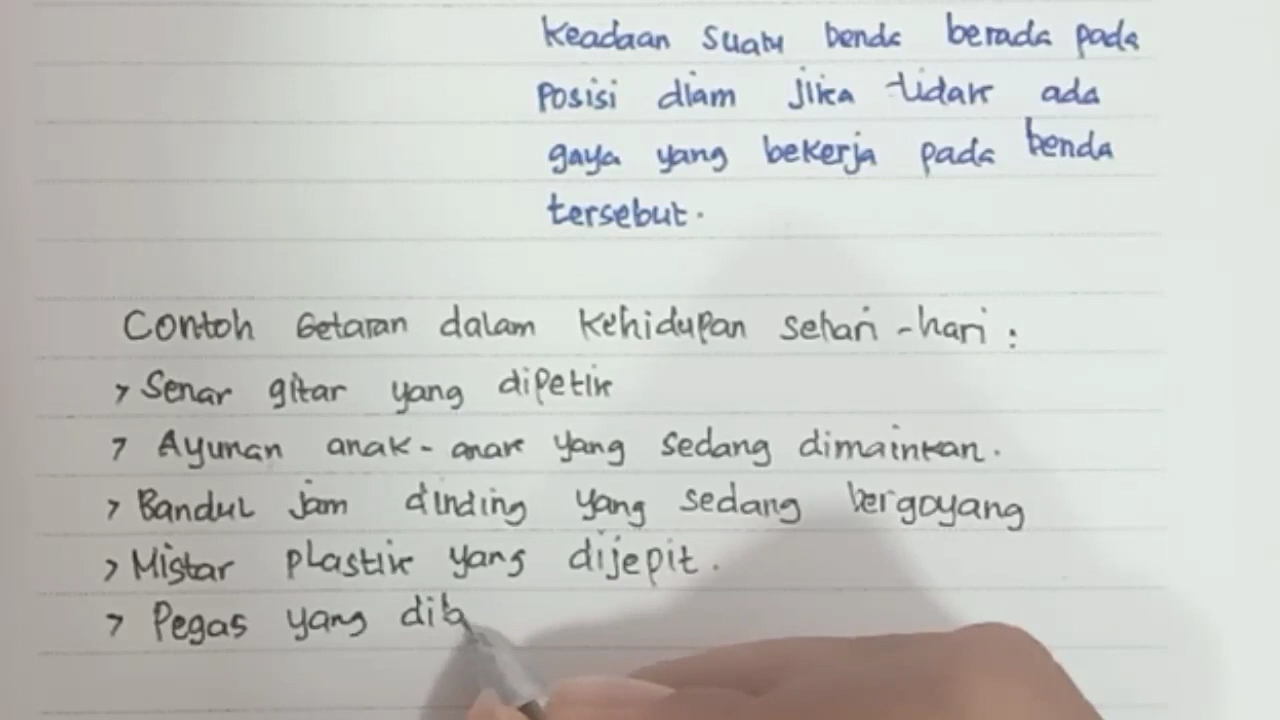 Keadaan suatu benda berada pada
posisi diam jika tidak ada
gaya yang bekerja pada benda
tersebut.
Contoh Getaran dalam kehidupan sehari-hari :
> Senar gitar yang dipetik
> Ayunan anak-anak yang sedang dimainkan.
> Bandul jam dinding yang sedang bergoyang
> Mistar plastik yang dijepit.
> Pegas yang dib